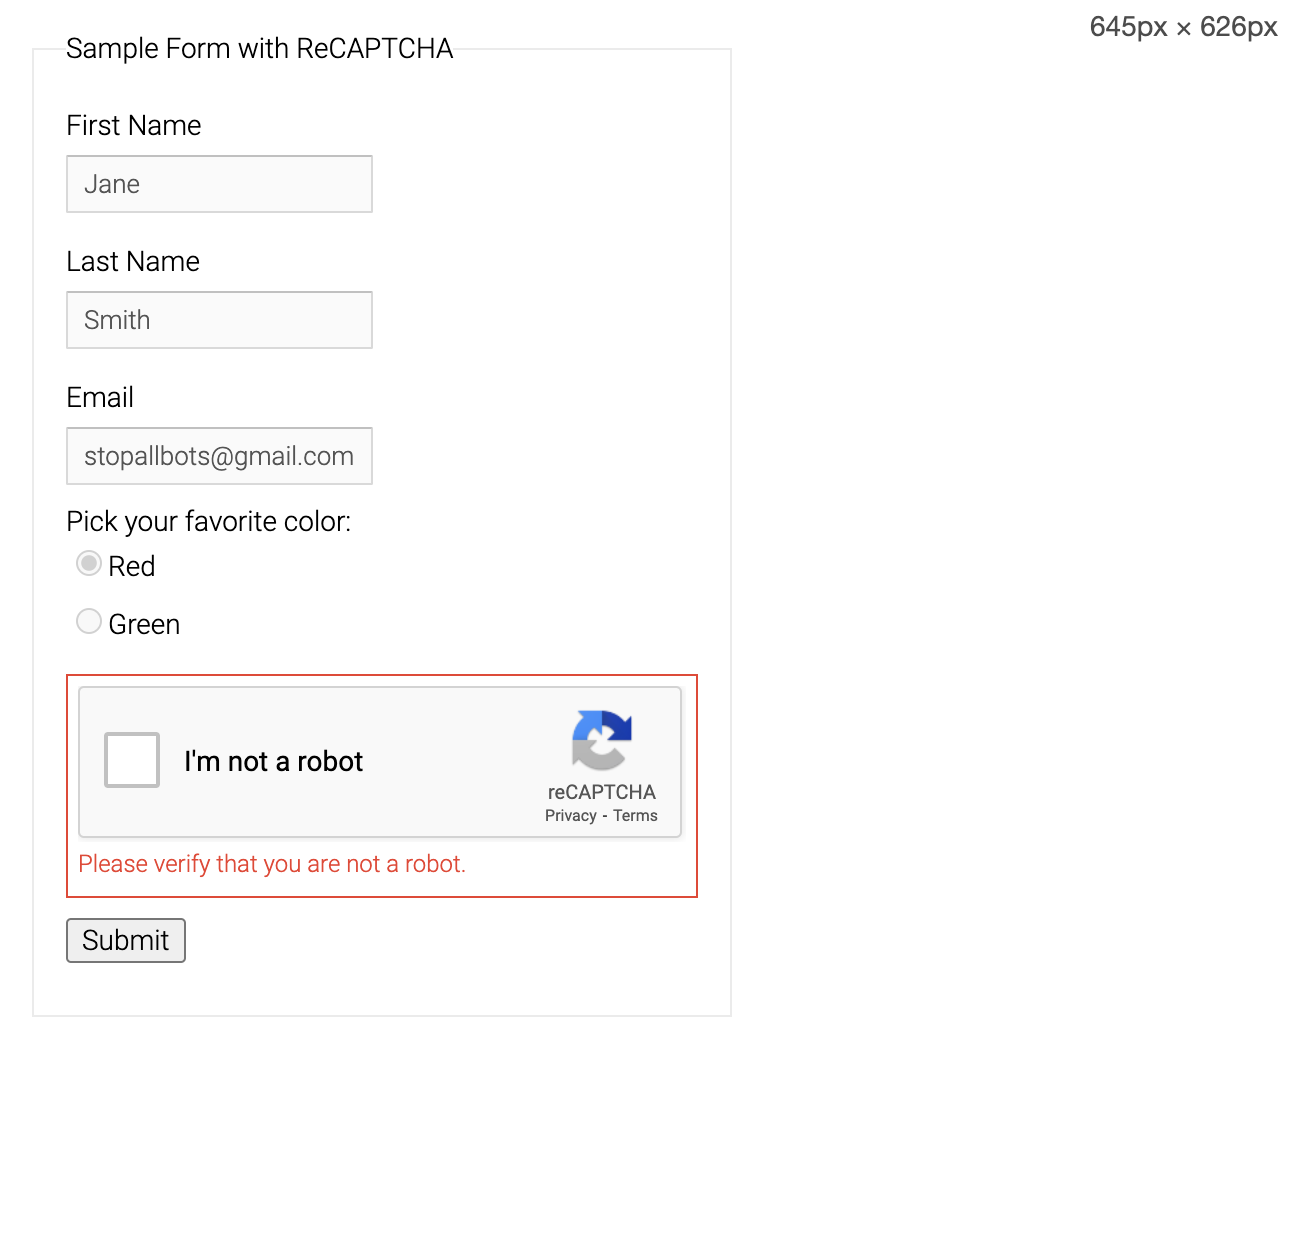 645px × 626px
Sample Form with ReCAPTCHA
First Name
Jane
Last Name
Smith
Email
stopallbots@gmail.com
Pick your favorite color:
Red
Green
I'm not a robot
reCAPTCHA
Privacy - Terms
Please verify that you are not a robot.
Submit